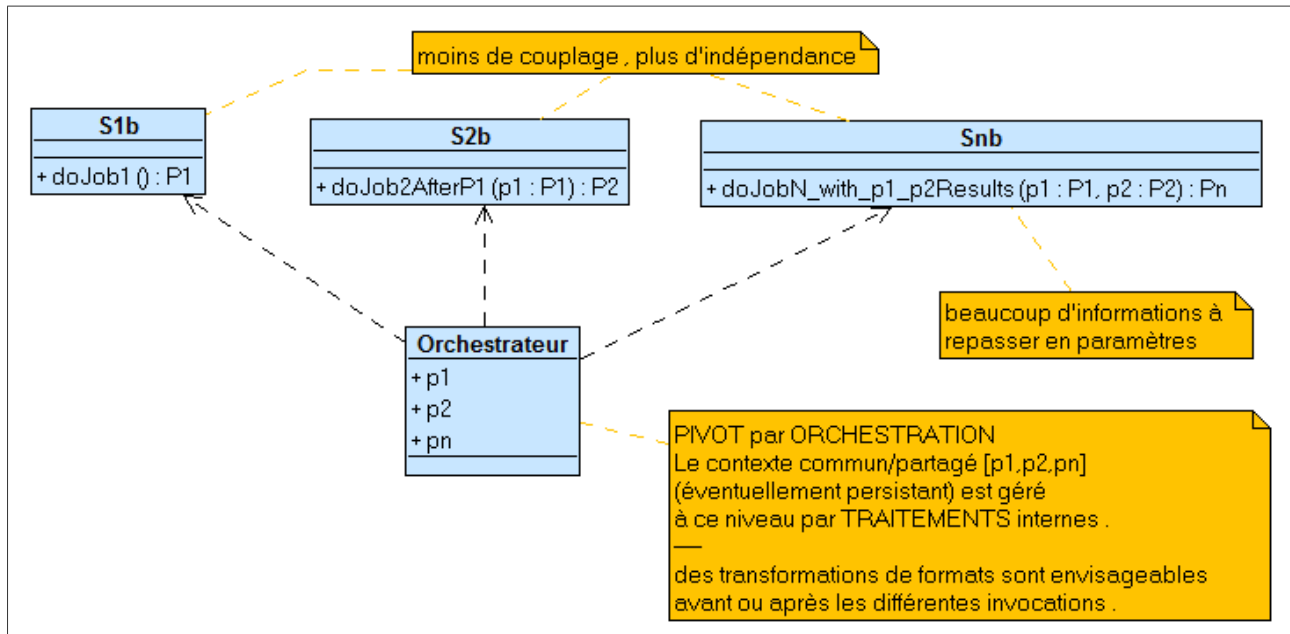 moins de couplage , plus d'indépendance
S1b
+ doJob1 () : P1
S2b
+ doJob2AfterP1 (p1 : P1) : P2
Snb
+ doJobN_with_p1_p2Results (p1 : P1, p2 : P2) : Pn
beaucoup d'informations à
repasser en paramètres
Orchestrateur
+ p1
+ p2
+ pn
PIVOT par ORCHESTRATION
Le contexte commun/partagé [p1,p2,pn]
(éventuellement persistant) est géré
à ce niveau par TRAITEMENTS internes .
—
des transformations de formats sont envisageables
avant ou après les différentes invocations .